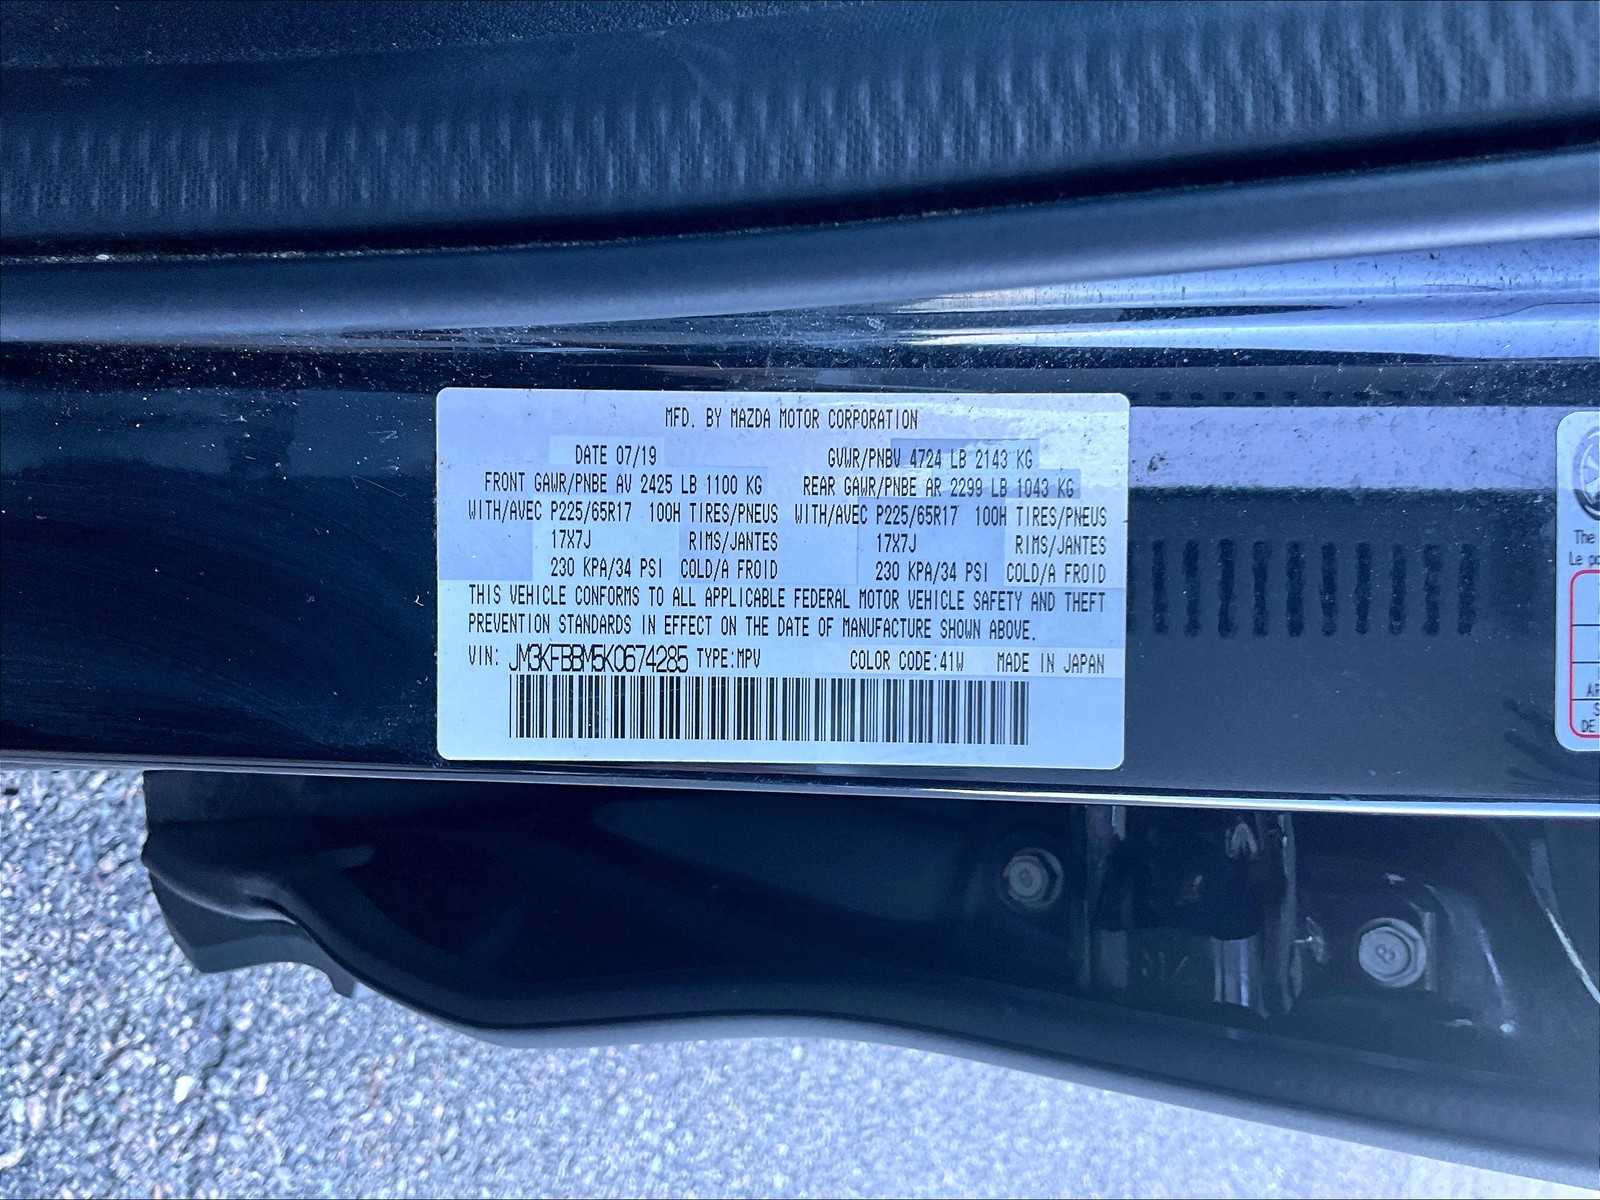 MFD. BY MAZDA MOTOR CORPORATION
DATE 07/19 GVWR/PNBV 4724 LB 2143 KG
FRONT GAWR/PNBE AV 2425 LB 1100 KG REAR GAWR/PNBE AR 2299 LB 1043 KG
WITH/AVEC P225/65R17 100H TIRES/PNEUS WITH/AVEC P225/65R17 100H TIRES/PNEUS
17X7J RIMS/JANTES 17X7J RIMS/JANTES
230 KPA/34 PSI COLD/A FROID 230 KPA/34 PSI COLD/A FROID
THIS VEHICLE CONFORMS TO ALL APPLICABLE FEDERAL MOTOR VEHICLE SAFETY AND THEFT
PREVENTION STANDARDS IN EFFECT ON THE DATE OF MANUFACTURE SHOWN ABOVE.
VIN: JM3KFBBM5K0674285 TYPE:MPV COLOR CODE:41W MADE IN JAPAN
The
Le
DE
8